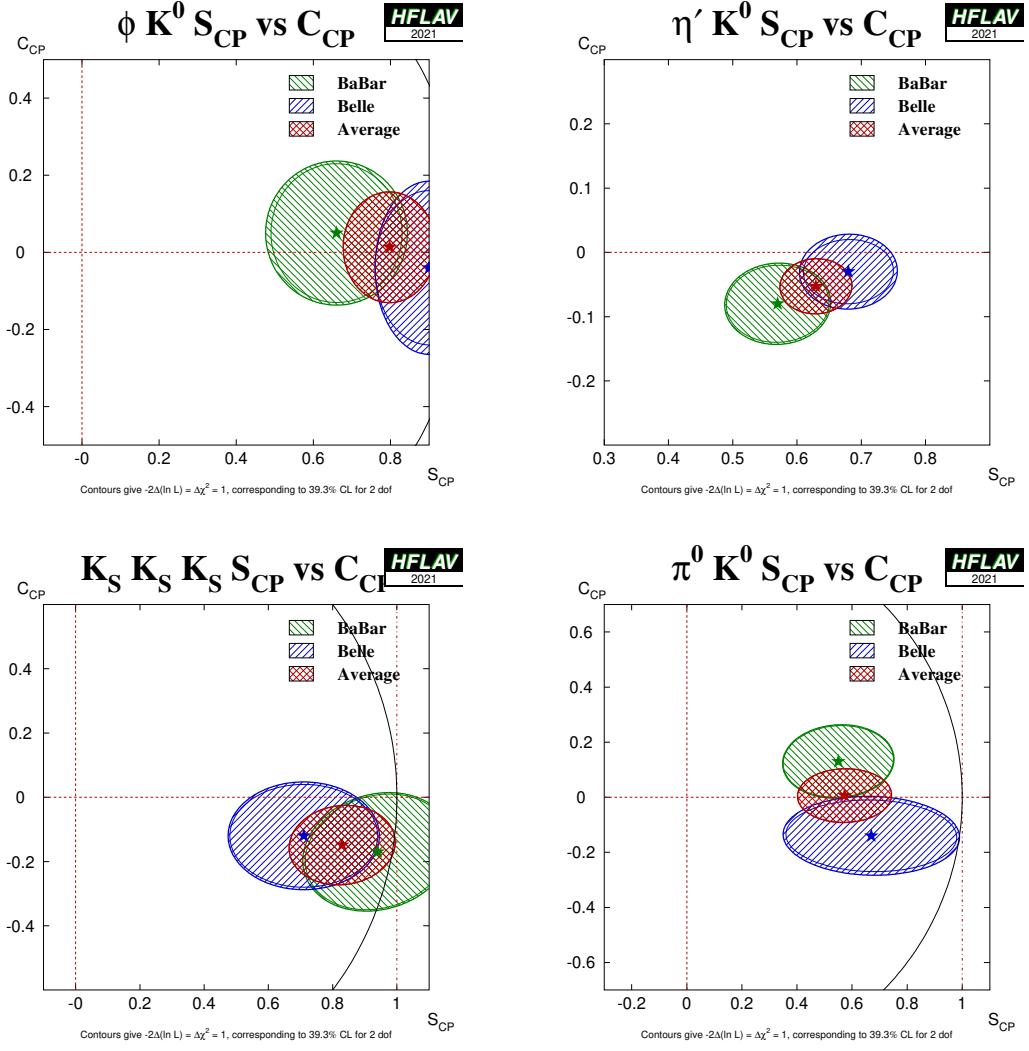 φ K⁰ S_CP vs C_CP
HFLAV
2021
C_CP
BaBar
Belle
Average
0.4
0.2
0
-0.2
-0.4
-0 0.2 0.4 0.6 0.8
S_CP
Contours give -2Δ(ln L) = Δχ² = 1, corresponding to 39.3% CL for 2 dof
η′ K⁰ S_CP vs C_CP
HFLAV
2021
C_CP
BaBar
Belle
Average
0.2
0.1
0
-0.1
-0.2
0.3 0.4 0.5 0.6 0.7 0.8
S_CP
Contours give -2Δ(ln L) = Δχ² = 1, corresponding to 39.3% CL for 2 dof
K_S K_S K_S S_CP vs C_CP
HFLAV
2021
C_CP
BaBar
Belle
Average
0.4
0.2
0
-0.2
-0.4
-0 0.2 0.4 0.6 0.8 1
S_CP
Contours give -2Δ(ln L) = Δχ² = 1, corresponding to 39.3% CL for 2 dof
π⁰ K⁰ S_CP vs C_CP
HFLAV
2021
C_CP
BaBar
Belle
Average
0.6
0.4
0.2
0
-0.2
-0.4
-0.6
-0.2 0 0.2 0.4 0.6 0.8 1
S_CP
Contours give -2Δ(ln L) = Δχ² = 1, corresponding to 39.3% CL for 2 dof